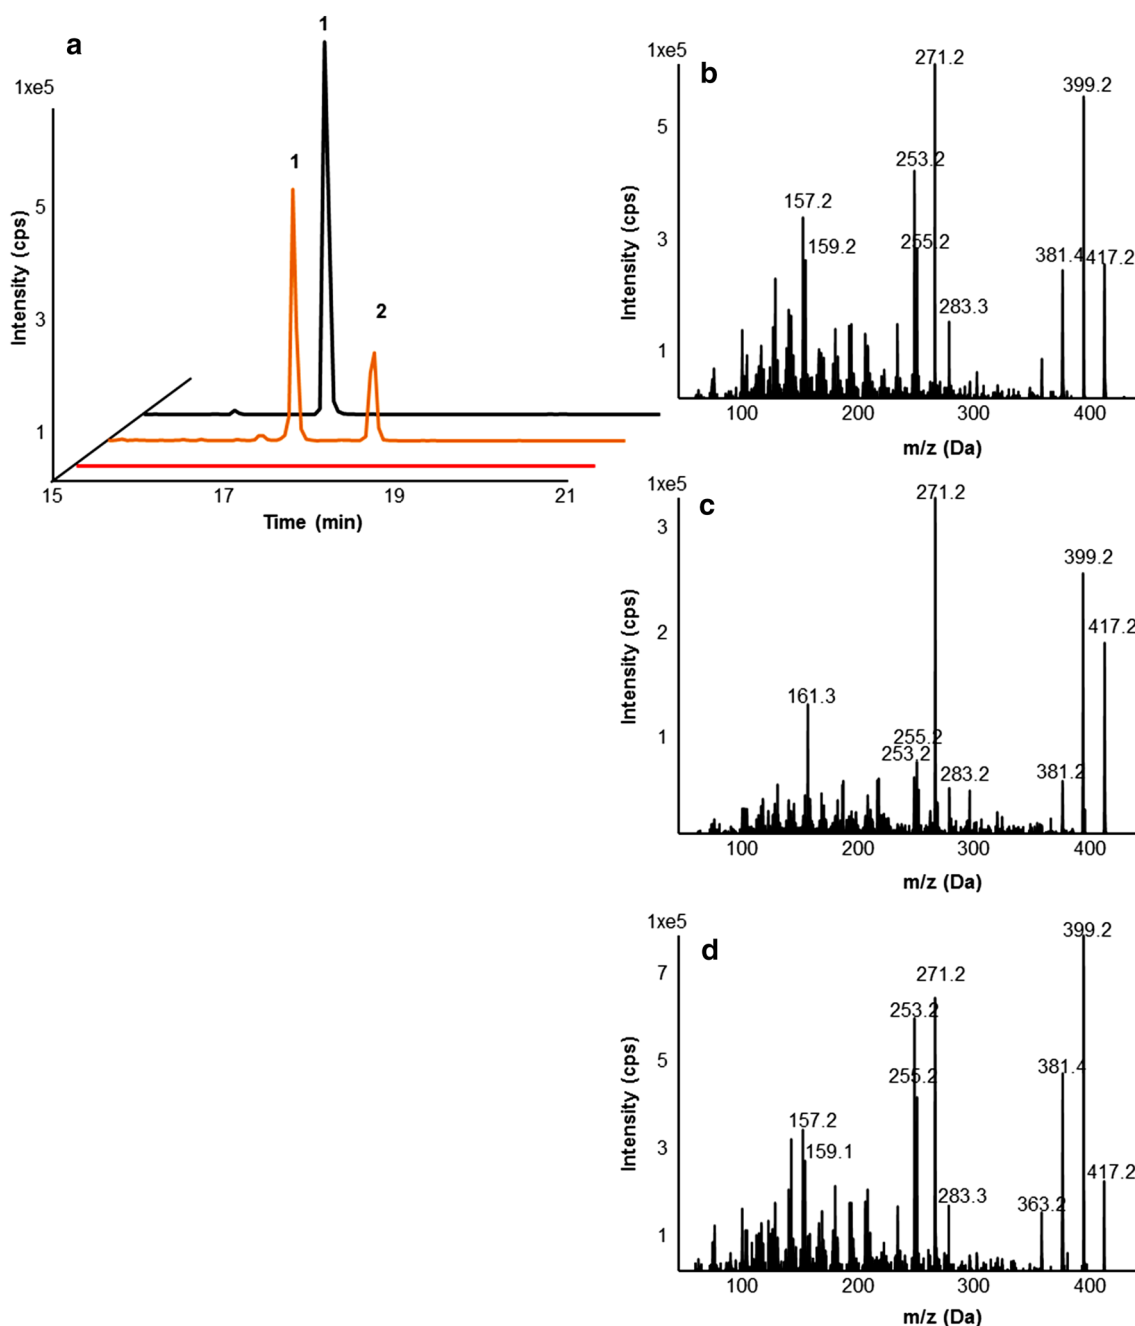 a
1xe5
1
1
2
5
3
1
Intensity (cps)
15 17 19 21
Time (min)
b
1xe5
271.2
399.2
253.2
157.2
255.2
159.2
381.4
417.2
283.3
5
3
1
Intensity (cps)
100 200 300 400
m/z (Da)
c
1xe5
271.2
399.2
417.2
161.3
255.2
253.2
283.2
381.2
3
2
1
Intensity (cps)
100 200 300 400
m/z (Da)
d
1xe5
399.2
271.2
253.2
381.4
255.2
157.2
159.1
417.2
283.3
363.2
7
5
3
1
Intensity (cps)
100 200 300 400
m/z (Da)